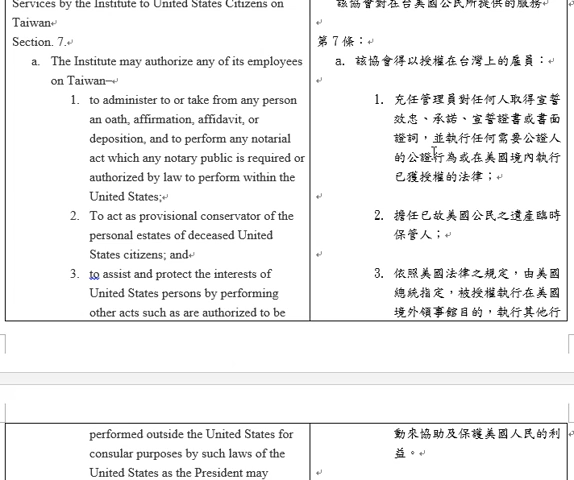 Services by the Institute to United States Citizens on
Taiwan
Section. 7.
a. The Institute may authorize any of its employees
on Taiwan─
1. to administer to or take from any person
an oath, affirmation, affidavit, or
deposition, and to perform any notarial
act which any notary public is required or
authorized by law to perform within the
United States;
2. To act as provisional conservator of the
personal estates of deceased United
States citizens; and
3. to assist and protect the interests of
United States persons by performing
other acts such as are authorized to be
performed outside the United States for
consular purposes by such laws of the
United States as the President may
該協會對在台美國公民所提供的服務
第 7 條：
a. 該協會得以授權在台灣上的雇員：
1. 充任管理員對任何人取得宣誓
效忠、承諾、宣誓證書或書面
證詞，並執行任何需要公證人
的公證行為或在美國境內執行
已獲授權的法律；
2. 擔任已故美國公民之遺產臨時
保管人；
3. 依照美國法律之規定，由美國
總統指定，被授權執行在美國
境外領事館目的，執行其他行
動來協助及保護美國人民的利
益。